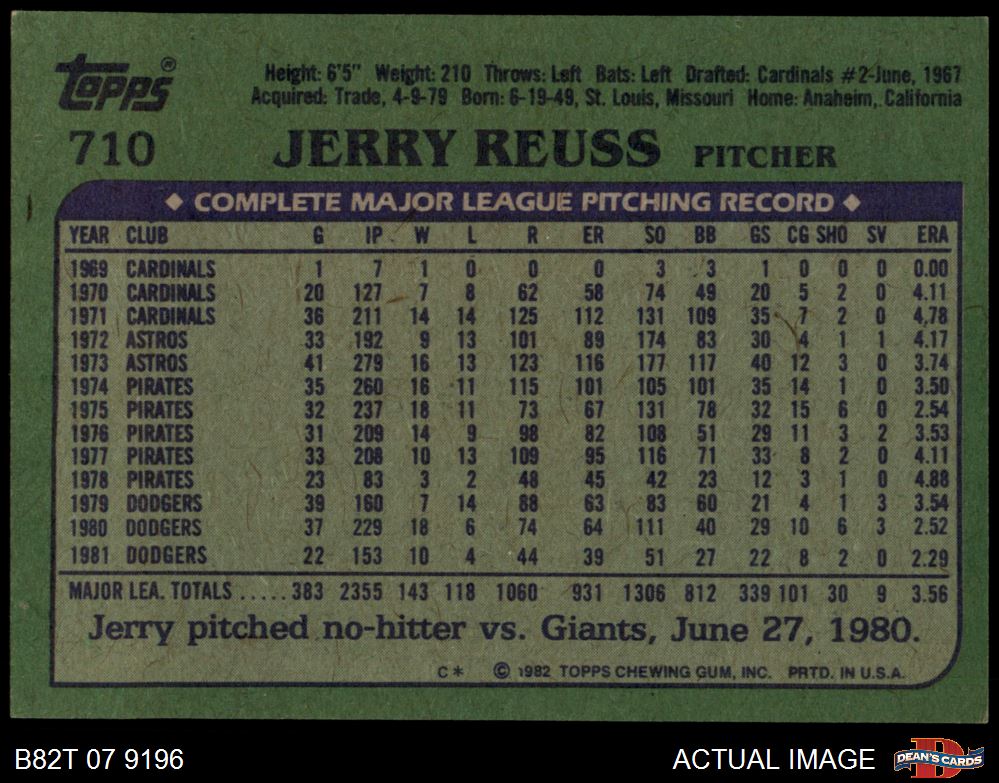 Topps®
Height: 6'5" Weight: 210 Throws: Left Bats: Left Drafted: Cardinals #2-June, 1967
Acquired: Trade, 4-9-79 Born: 6-19-49, St. Louis, Missouri Home: Anaheim, California
710 JERRY REUSS PITCHER
◆ COMPLETE MAJOR LEAGUE PITCHING RECORD ◆
YEAR CLUB G IP W L R ER SO BB GS CG SHO SV ERA
1969 CARDINALS 1 7 1 0 0 0 3 3 1 0 0 0 0.00
1970 CARDINALS 20 127 7 8 62 58 74 49 20 5 2 0 4.11
1971 CARDINALS 36 211 14 14 125 112 131 109 35 7 2 0 4.78
1972 ASTROS 33 192 9 13 101 89 174 83 30 4 1 1 4.17
1973 ASTROS 41 279 16 13 123 116 177 117 40 12 3 0 3.74
1974 PIRATES 35 260 16 11 115 101 105 101 35 14 1 0 3.50
1975 PIRATES 32 237 18 11 73 67 131 78 32 15 6 0 2.54
1976 PIRATES 31 209 14 9 98 82 108 51 29 11 3 2 3.53
1977 PIRATES 33 208 10 13 109 95 116 71 33 8 2 0 4.11
1978 PIRATES 23 83 3 2 48 45 42 23 12 3 1 0 4.88
1979 DODGERS 39 160 7 14 88 63 83 60 21 4 1 3 3.54
1980 DODGERS 37 229 18 6 74 64 111 40 29 10 6 3 2.52
1981 DODGERS 22 153 10 4 44 39 51 27 22 8 2 0 2.29
MAJOR LEA. TOTALS ..... 383 2355 143 118 1060 931 1306 812 339 101 30 9 3.56
Jerry pitched no-hitter vs. Giants, June 27, 1980.
C* © 1982 TOPPS CHEWING GUM, INC. PRTD. IN U.S.A.
B82T 07 9196 ACTUAL IMAGE D DEAN'S CARDS